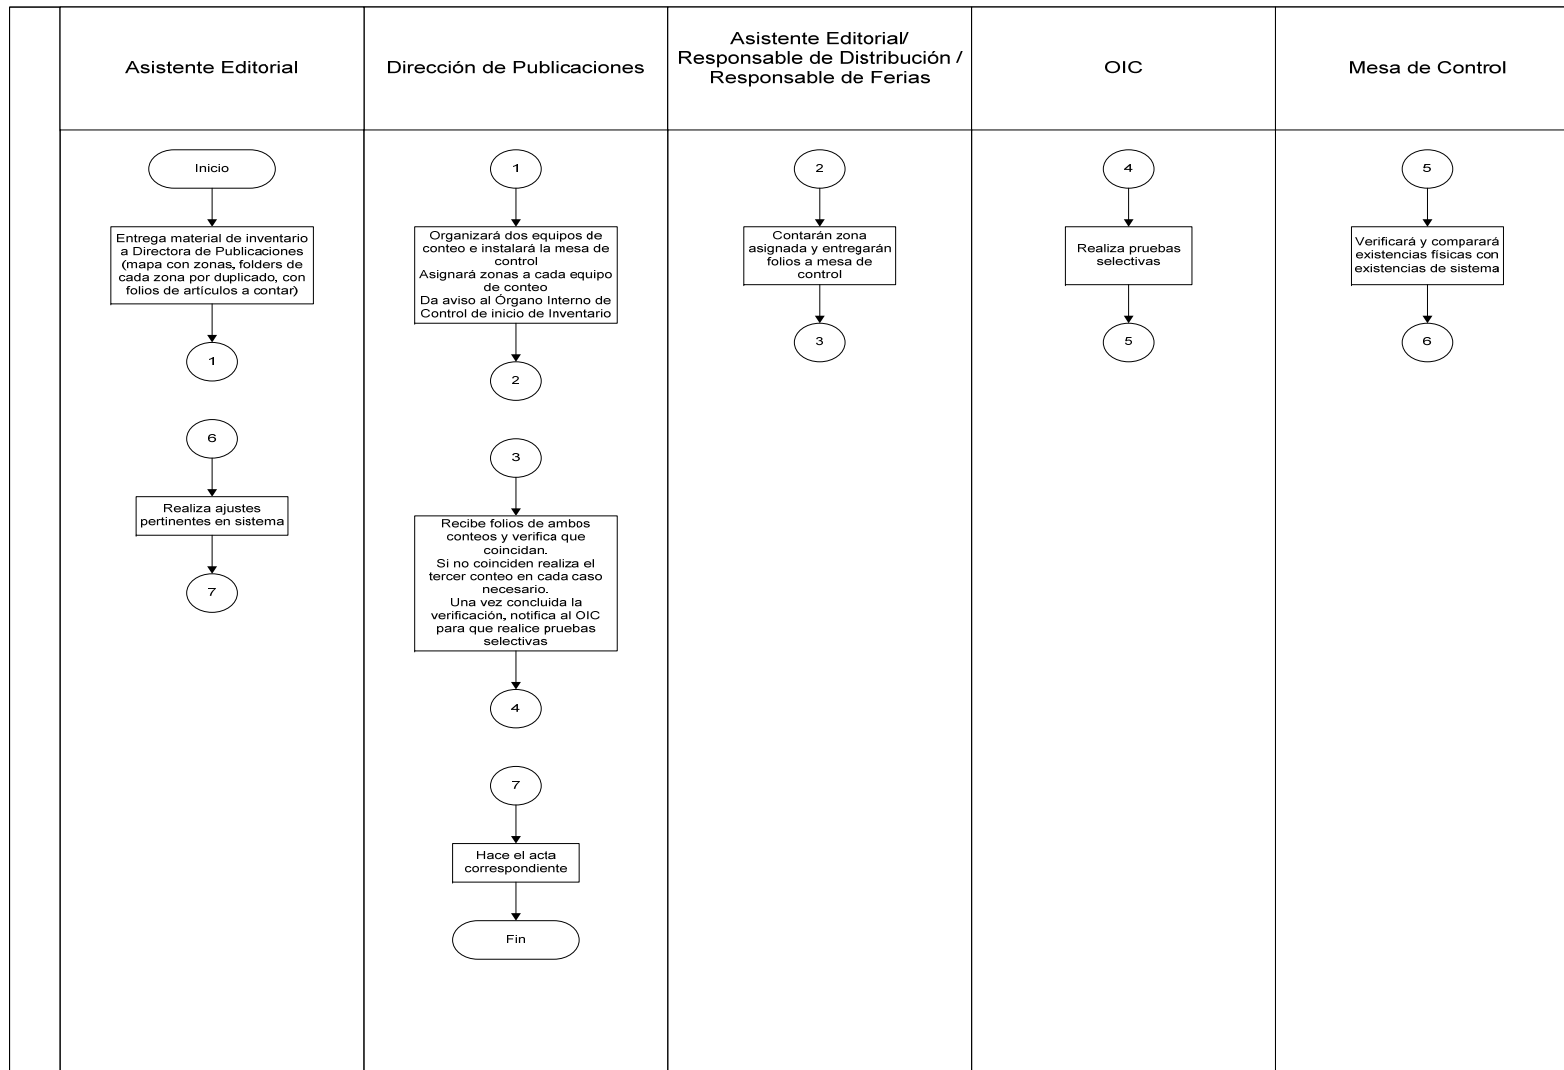 Asistente Editorial
Dirección de Publicaciones
Asistente Editorial/
Responsable de Distribución /
Responsable de Ferias
OIC
Mesa de Control
Inicio
Entrega material de inventario
a Directora de Publicaciones
(mapa con zonas, folders de
cada zona por duplicado, con
folios de artículos a contar)
1
6
Realiza ajustes
pertinentes en sistema
7
1
Organizará dos equipos de
conteo e instalará la mesa de
control
Asignará zonas a cada equipo
de conteo
Da aviso al Órgano Interno de
Control de inicio de Inventario
2
3
Recibe folios de ambos
conteos y verifica que
coincidan.
Si no coinciden realiza el
tercer conteo en cada caso
necesario.
Una vez concluida la
verificación, notifica al OIC
para que realice pruebas
selectivas
4
7
Hace el acta
correspondiente
Fin
2
Contarán zona
asignada y entregarán
folios a mesa de
control
3
4
Realiza pruebas
selectivas
5
5
Verificará y comparará
existencias físicas con
existencias de sistema
6